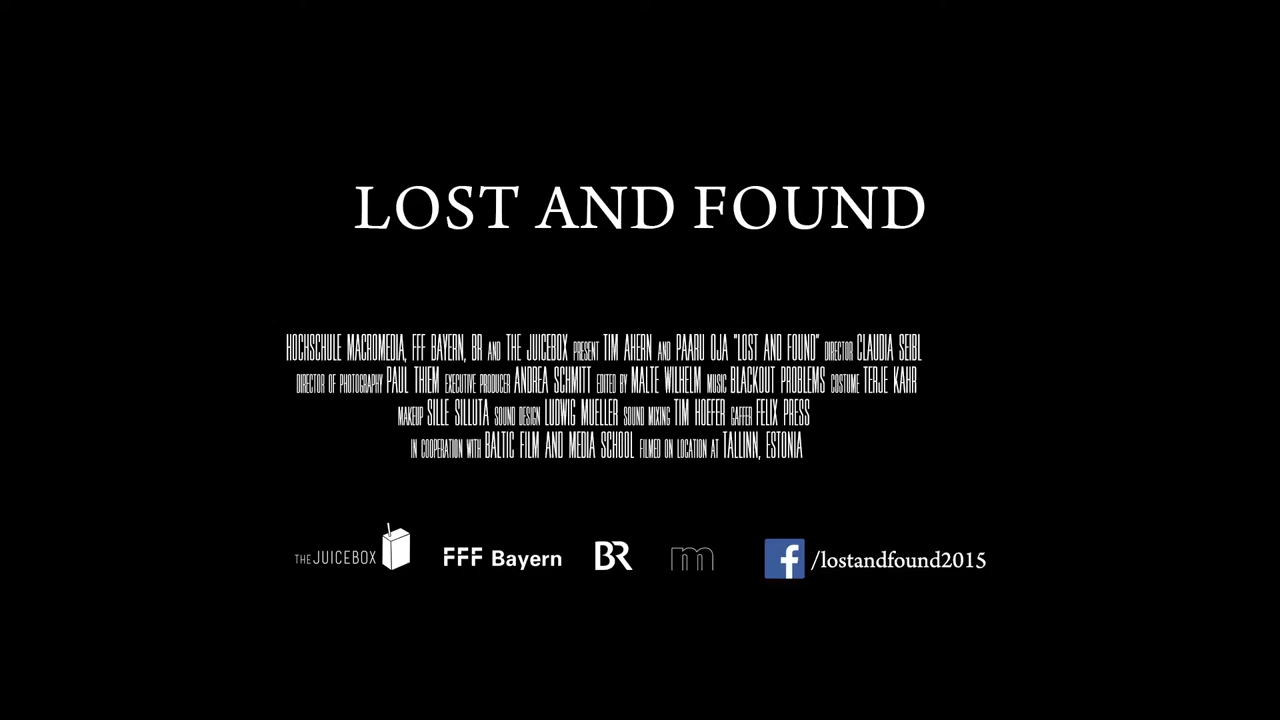 LOST AND FOUND
HOCHSCHULE MACROMEDIA, FFF BAYERN, BR AND THE JUICEBOX PRESENT TIM AHERN AND PAARU OJA "LOST AND FOUND" DIRECTOR CLAUDIA SEIBL
DIRECTOR OF PHOTOGRAPHY PAUL THIEM EXECUTIVE PRODUCER ANDREA SCHMITT EDITED BY MALTE WILHELM MUSIC BLACKOUT PROBLEMS COSTUME TERJE KAHR
MAKEUP SILLE SILLUTA SOUND DESIGN LUDWIG MUELLER SOUND MIXING TIM HOEFER GAFFER FELIX PRESS
IN COOPERATION WITH BALTIC FILM AND MEDIA SCHOOL FILMED ON LOCATION AT TALLINN, ESTONIA
THE JUICEBOX FFF Bayern BR m f /lostandfound2015